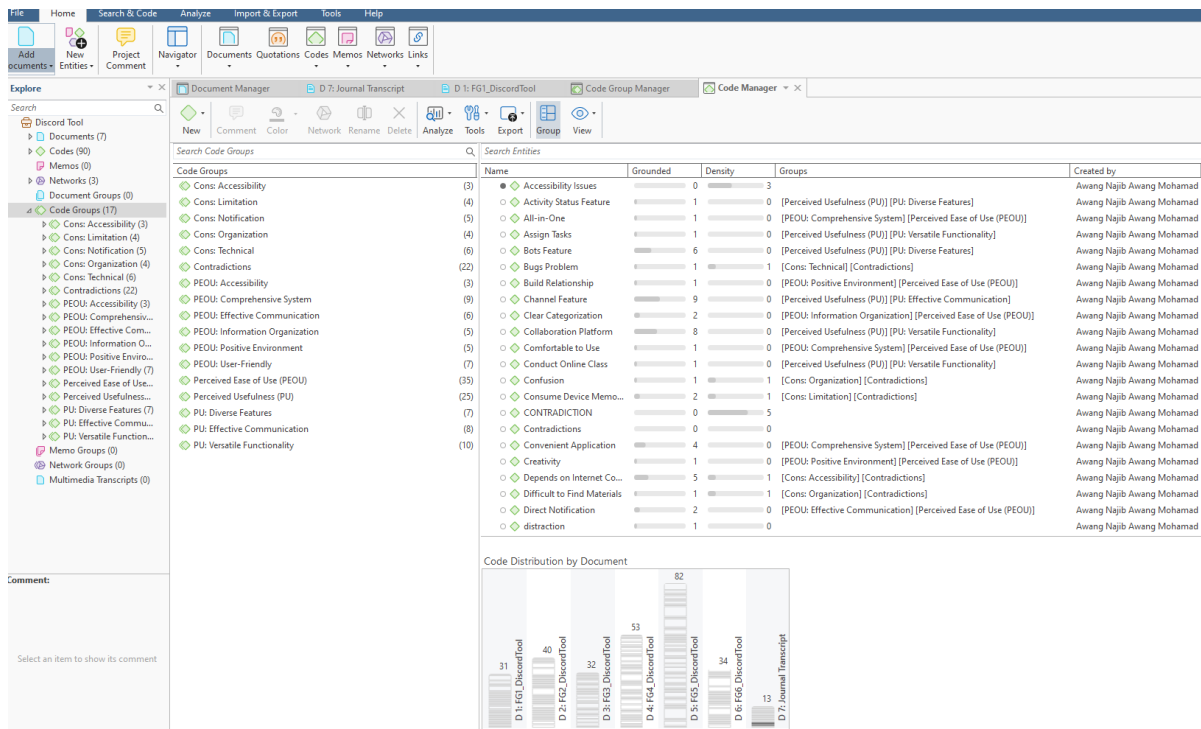 File Home Search & Code Analyze Import & Export Tools Help
Add Documents New Entities Project Comment Navigator Documents Quotations Codes Memos Networks Links
Explore
Search
Discord Tool
Documents (7)
Codes (90)
Memos (0)
Networks (3)
Document Groups (0)
Code Groups (17)
Cons: Accessibility (3)
Cons: Limitation (4)
Cons: Notification (5)
Cons: Organization (4)
Cons: Technical (6)
Contradictions (22)
PEOU: Accessibility (3)
PEOU: Comprehensiv...
PEOU: Effective Com...
PEOU: Information O...
PEOU: Positive Enviro...
PEOU: User-Friendly (7)
Perceived Ease of Use...
Perceived Usefulness...
PU: Diverse Features (7)
PU: Effective Commu...
PU: Versatile Function...
Memo Groups (0)
Network Groups (0)
Multimedia Transcripts (0)
Comment:
Select an item to show its comment
Document Manager D 7: Journal Transcript D 1: FG1_DiscordTool Code Group Manager Code Manager
New Comment Color Network Rename Delete Analyze Tools Export Group View
Search Code Groups
Code Groups
Cons: Accessibility (3)
Cons: Limitation (4)
Cons: Notification (5)
Cons: Organization (4)
Cons: Technical (6)
Contradictions (22)
PEOU: Accessibility (3)
PEOU: Comprehensive System (9)
PEOU: Effective Communication (6)
PEOU: Information Organization (5)
PEOU: Positive Environment (5)
PEOU: User-Friendly (7)
Perceived Ease of Use (PEOU) (35)
Perceived Usefulness (PU) (25)
PU: Diverse Features (7)
PU: Effective Communication (8)
PU: Versatile Functionality (10)
Search Entities
Name Grounded Density Groups Created by
Accessibility Issues 0 3 Awang Najib Awang Mohamad
Activity Status Feature 1 0 [Perceived Usefulness (PU)] [PU: Diverse Features] Awang Najib Awang Mohamad
All-in-One 1 0 [PEOU: Comprehensive System] [Perceived Ease of Use (PEOU)] Awang Najib Awang Mohamad
Assign Tasks 1 0 [Perceived Usefulness (PU)] [PU: Versatile Functionality] Awang Najib Awang Mohamad
Bots Feature 6 0 [Perceived Usefulness (PU)] [PU: Diverse Features] Awang Najib Awang Mohamad
Bugs Problem 1 1 [Cons: Technical] [Contradictions] Awang Najib Awang Mohamad
Build Relationship 1 0 [PEOU: Positive Environment] [Perceived Ease of Use (PEOU)] Awang Najib Awang Mohamad
Channel Feature 9 0 [Perceived Usefulness (PU)] [PU: Effective Communication] Awang Najib Awang Mohamad
Clear Categorization 2 0 [PEOU: Information Organization] [Perceived Ease of Use (PEOU)] Awang Najib Awang Mohamad
Collaboration Platform 8 0 [Perceived Usefulness (PU)] [PU: Versatile Functionality] Awang Najib Awang Mohamad
Comfortable to Use 1 0 [PEOU: Comprehensive System] [Perceived Ease of Use (PEOU)] Awang Najib Awang Mohamad
Conduct Online Class 1 0 [Perceived Usefulness (PU)] [PU: Versatile Functionality] Awang Najib Awang Mohamad
Confusion 1 1 [Cons: Organization] [Contradictions] Awang Najib Awang Mohamad
Consume Device Memo... 2 1 [Cons: Limitation] [Contradictions] Awang Najib Awang Mohamad
CONTRADICTION 0 5 Awang Najib Awang Mohamad
Contradictions 0 0 Awang Najib Awang Mohamad
Convenient Application 4 0 [PEOU: Comprehensive System] [Perceived Ease of Use (PEOU)] Awang Najib Awang Mohamad
Creativity 1 0 [PEOU: Positive Environment] [Perceived Ease of Use (PEOU)] Awang Najib Awang Mohamad
Depends on Internet Co... 5 1 [Cons: Accessibility] [Contradictions] Awang Najib Awang Mohamad
Difficult to Find Materials 1 1 [Cons: Organization] [Contradictions] Awang Najib Awang Mohamad
Direct Notification 2 0 [PEOU: Effective Communication] [Perceived Ease of Use (PEOU)] Awang Najib Awang Mohamad
distraction 1 0 Awang Najib Awang Mohamad
Code Distribution by Document
31 D 1: FG1_DiscordTool
40 D 2: FG2_DiscordTool
32 D 3: FG3_DiscordTool
53 D 4: FG4_DiscordTool
82 D 5: FG5_DiscordTool
34 D 6: FG6_DiscordTool
13 D 7: Journal Transcript